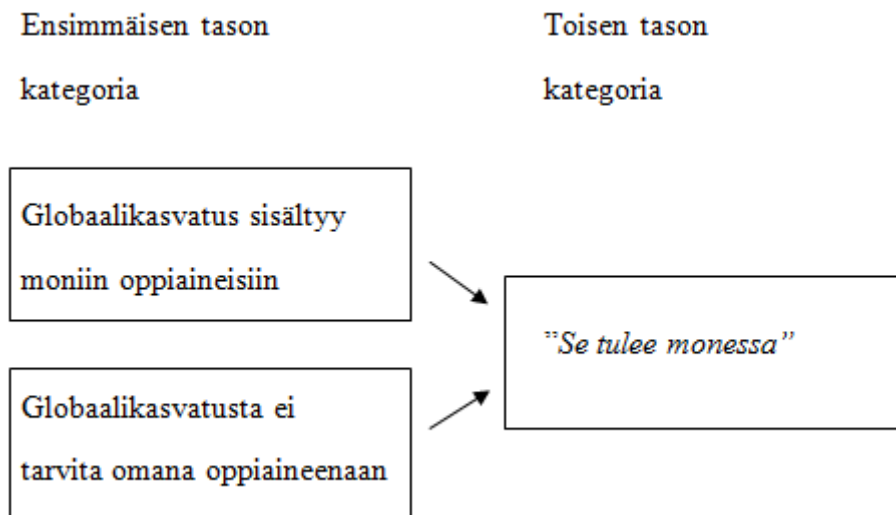 Ensimmäisen tason
kategoria
Toisen tason
kategoria
Globaalikasvatus sisältyy
moniin oppiaineisiin
Globaalikasvatusta ei
tarvita omana oppiaineenaan
”Se tulee monessa”